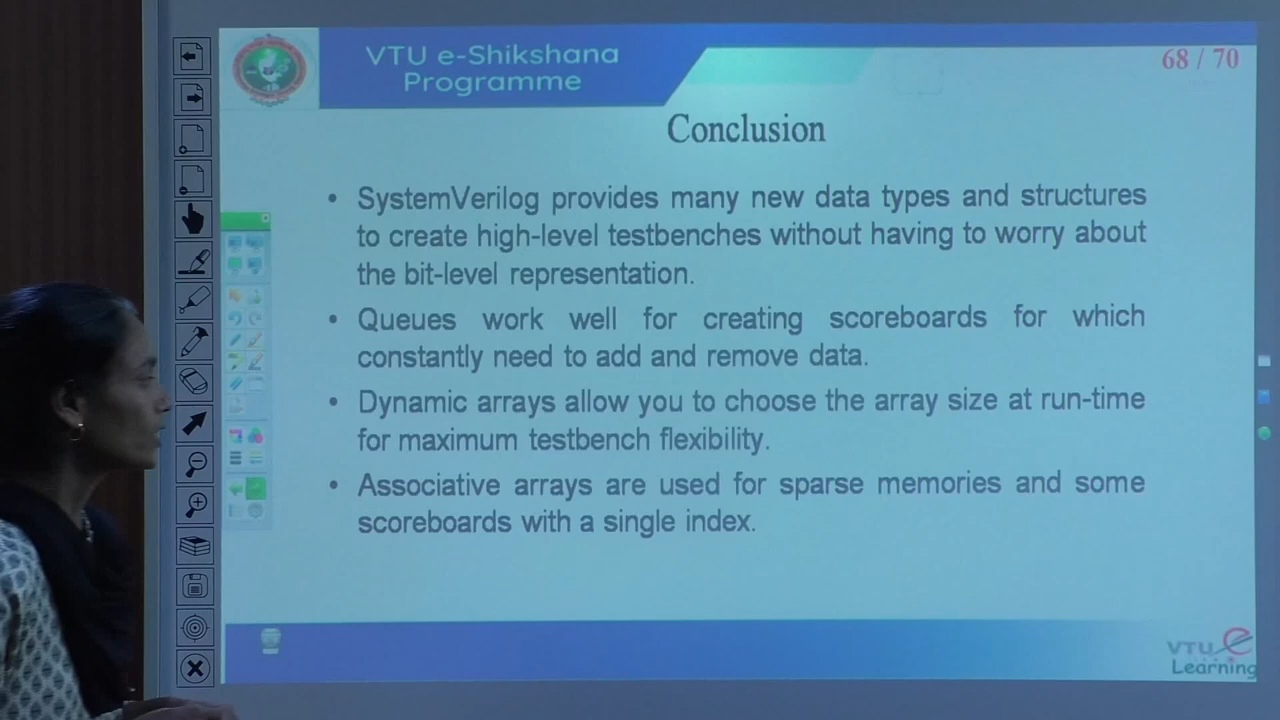 VTU e-Shikshana
Programme
68 / 70
Conclusion
• SystemVerilog provides many new data types and structures
to create high-level testbenches without having to worry about
the bit-level representation.
• Queues work well for creating scoreboards for which
constantly need to add and remove data.
• Dynamic arrays allow you to choose the array size at run-time
for maximum testbench flexibility.
• Associative arrays are used for sparse memories and some
scoreboards with a single index.
VTU e
Learning